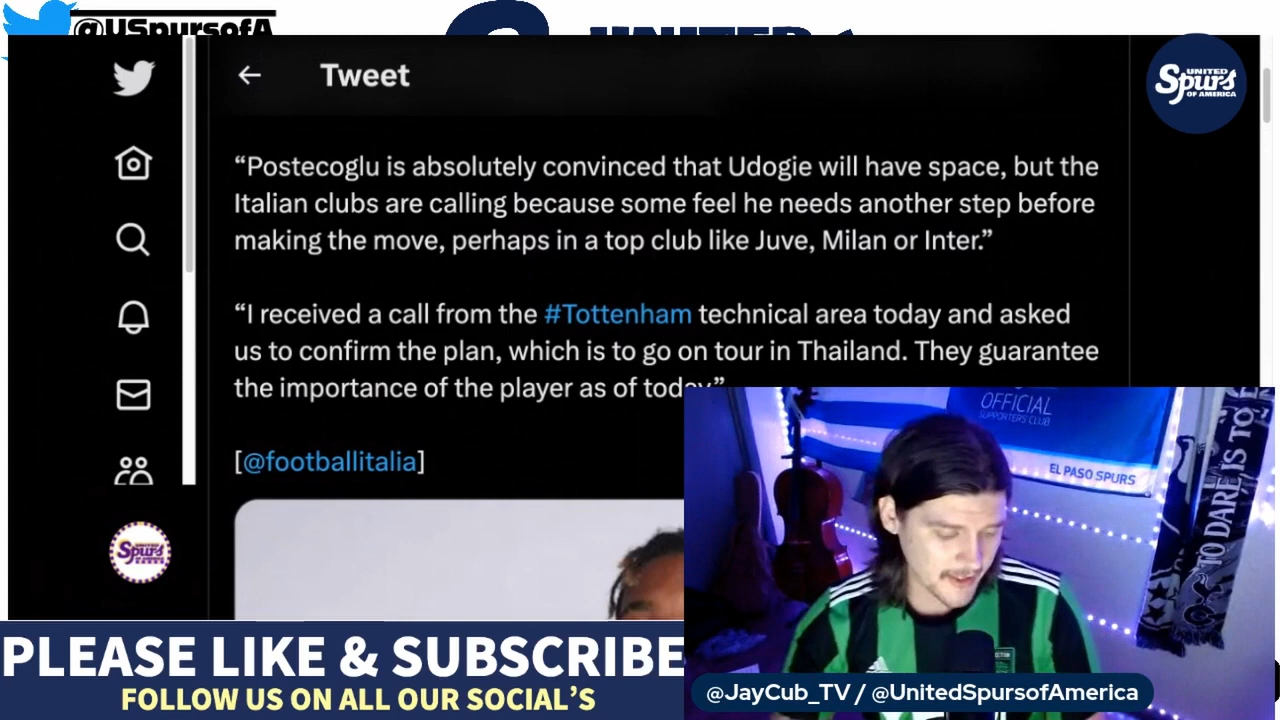 @USpursofA
UNITED
Tweet
UNITED
Spurs
OF AMERICA
“Postecoglu is absolutely convinced that Udogie will have space, but the
Italian clubs are calling because some feel he needs another step before
making the move, perhaps in a top club like Juve, Milan or Inter.”
“I received a call from the #Tottenham technical area today and asked
us to confirm the plan, which is to go on tour in Thailand. They guarantee
the importance of the player as of today.”
[@footballitalia]
UNITED
Spurs
OF AMERICA
OFFICIAL
SUPPORTERS CLUB
EL PASO SPURS
TO DARE IS TO
PLEASE LIKE & SUBSCRIBE
FOLLOW US ON ALL OUR SOCIAL’S
@JayCub_TV / @UnitedSpursofAmerica